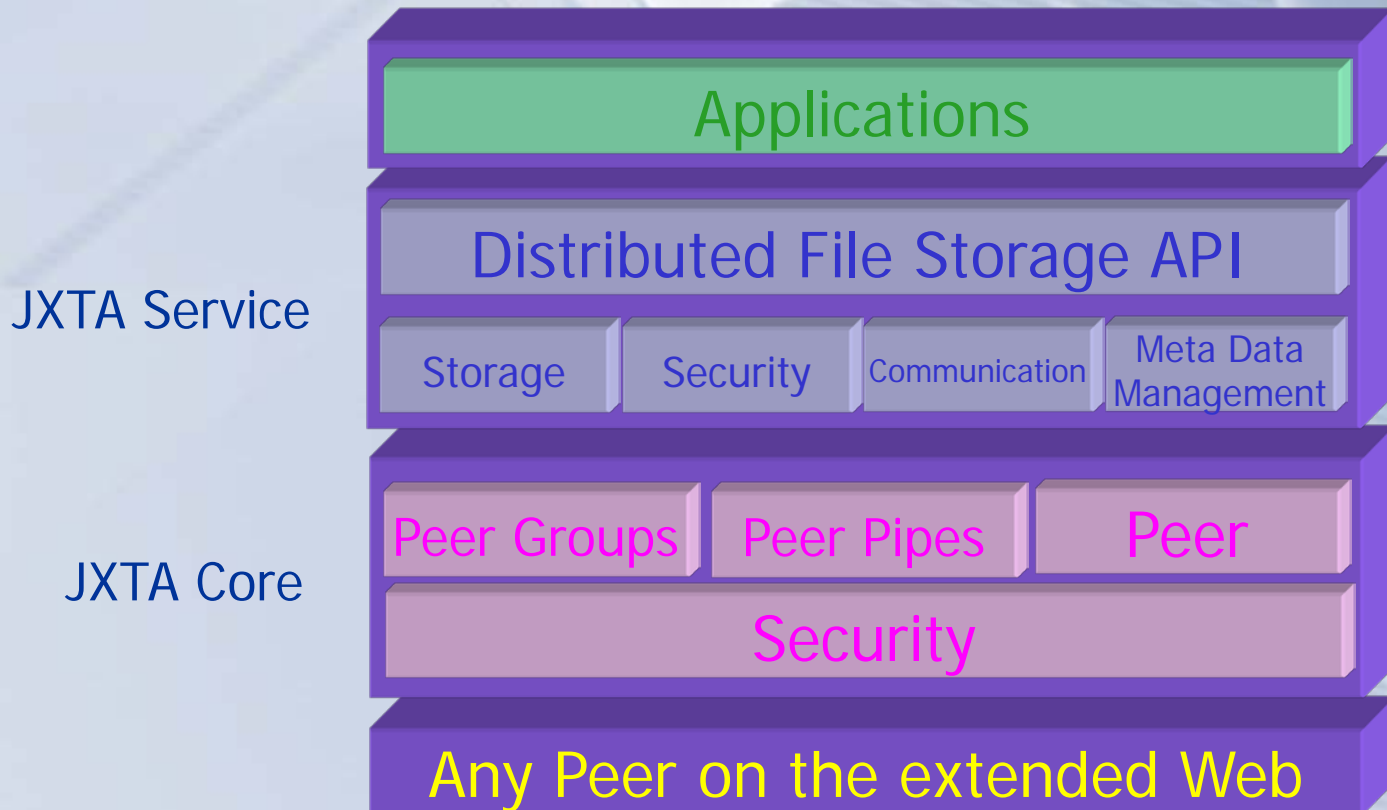 Applications
JXTA Service
Distributed File Storage API
Storage
Security
Communication
Meta Data
Management
JXTA Core
Peer Groups
Peer Pipes
Peer
Security
Any Peer on the extended Web